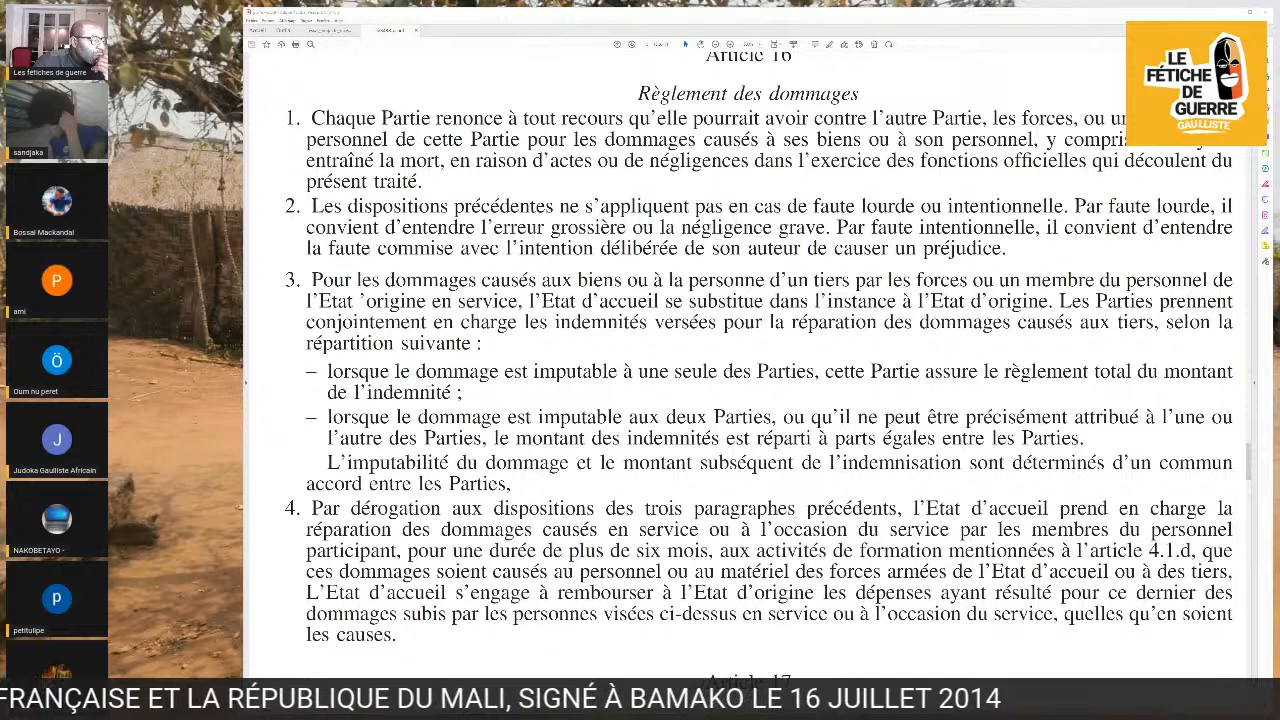 Article 16
Règlement des dommages
1. Chaque Partie renonce à tout recours qu'elle pourrait avoir contre l'autre Partie, les forces, ou un
personnel de cette Partie pour les dommages causés à ses biens ou à son personnel, y compris
entraîné la mort, en raison d'actes ou de négligences dans l'exercice des fonctions officielles qui découlent du
présent traité.
2. Les dispositions précédentes ne s'appliquent pas en cas de faute lourde ou intentionnelle. Par faute lourde, il
convient d'entendre l'erreur grossière ou la négligence grave. Par faute intentionnelle, il convient d'entendre
la faute commise avec l'intention délibérée de son auteur de causer un préjudice.
3. Pour les dommages causés aux biens ou à la personne d'un tiers par les forces ou un membre du personnel de
l'Etat 'origine en service, l'Etat d'accueil se substitue dans l'instance à l'Etat d'origine. Les Parties prennent
conjointement en charge les indemnités versées pour la réparation des dommages causés aux tiers, selon la
répartition suivante :
– lorsque le dommage est imputable à une seule des Parties, cette Partie assure le règlement total du montant
de l'indemnité ;
– lorsque le dommage est imputable aux deux Parties, ou qu'il ne peut être précisément attribué à l'une ou
l'autre des Parties, le montant des indemnités est réparti à parts égales entre les Parties.
L'imputabilité du dommage et le montant subséquent de l'indemnisation sont déterminés d'un commun
accord entre les Parties,
4. Par dérogation aux dispositions des trois paragraphes précédents, l'Etat d'accueil prend en charge la
réparation des dommages causés en service ou à l'occasion du service par les membres du personnel
participant, pour une durée de plus de six mois, aux activités de formation mentionnées à l'article 4.1.d, que
ces dommages soient causés au personnel ou au matériel des forces armées de l'Etat d'accueil ou à des tiers,
L'Etat d'accueil s'engage à rembourser à l'Etat d'origine les dépenses ayant résulté pour ce dernier des
dommages subis par les personnes visées ci-dessus en service ou à l'occasion du service, quelles qu'en soient
les causes.
Article 17
LE
FÉTICHE
DE
GUERRE
GAULLISTE
Les fétiches de guerre
sandjaka
Bossai Mackandal
P
ami
Ö
Oum nu peret
J
Judoka Gaulliste Africain
NAKOBETAYO -
p
petitulipe
FRANÇAISE ET LA RÉPUBLIQUE DU MALI, SIGNÉ À BAMAKO LE 16 JUILLET 2014